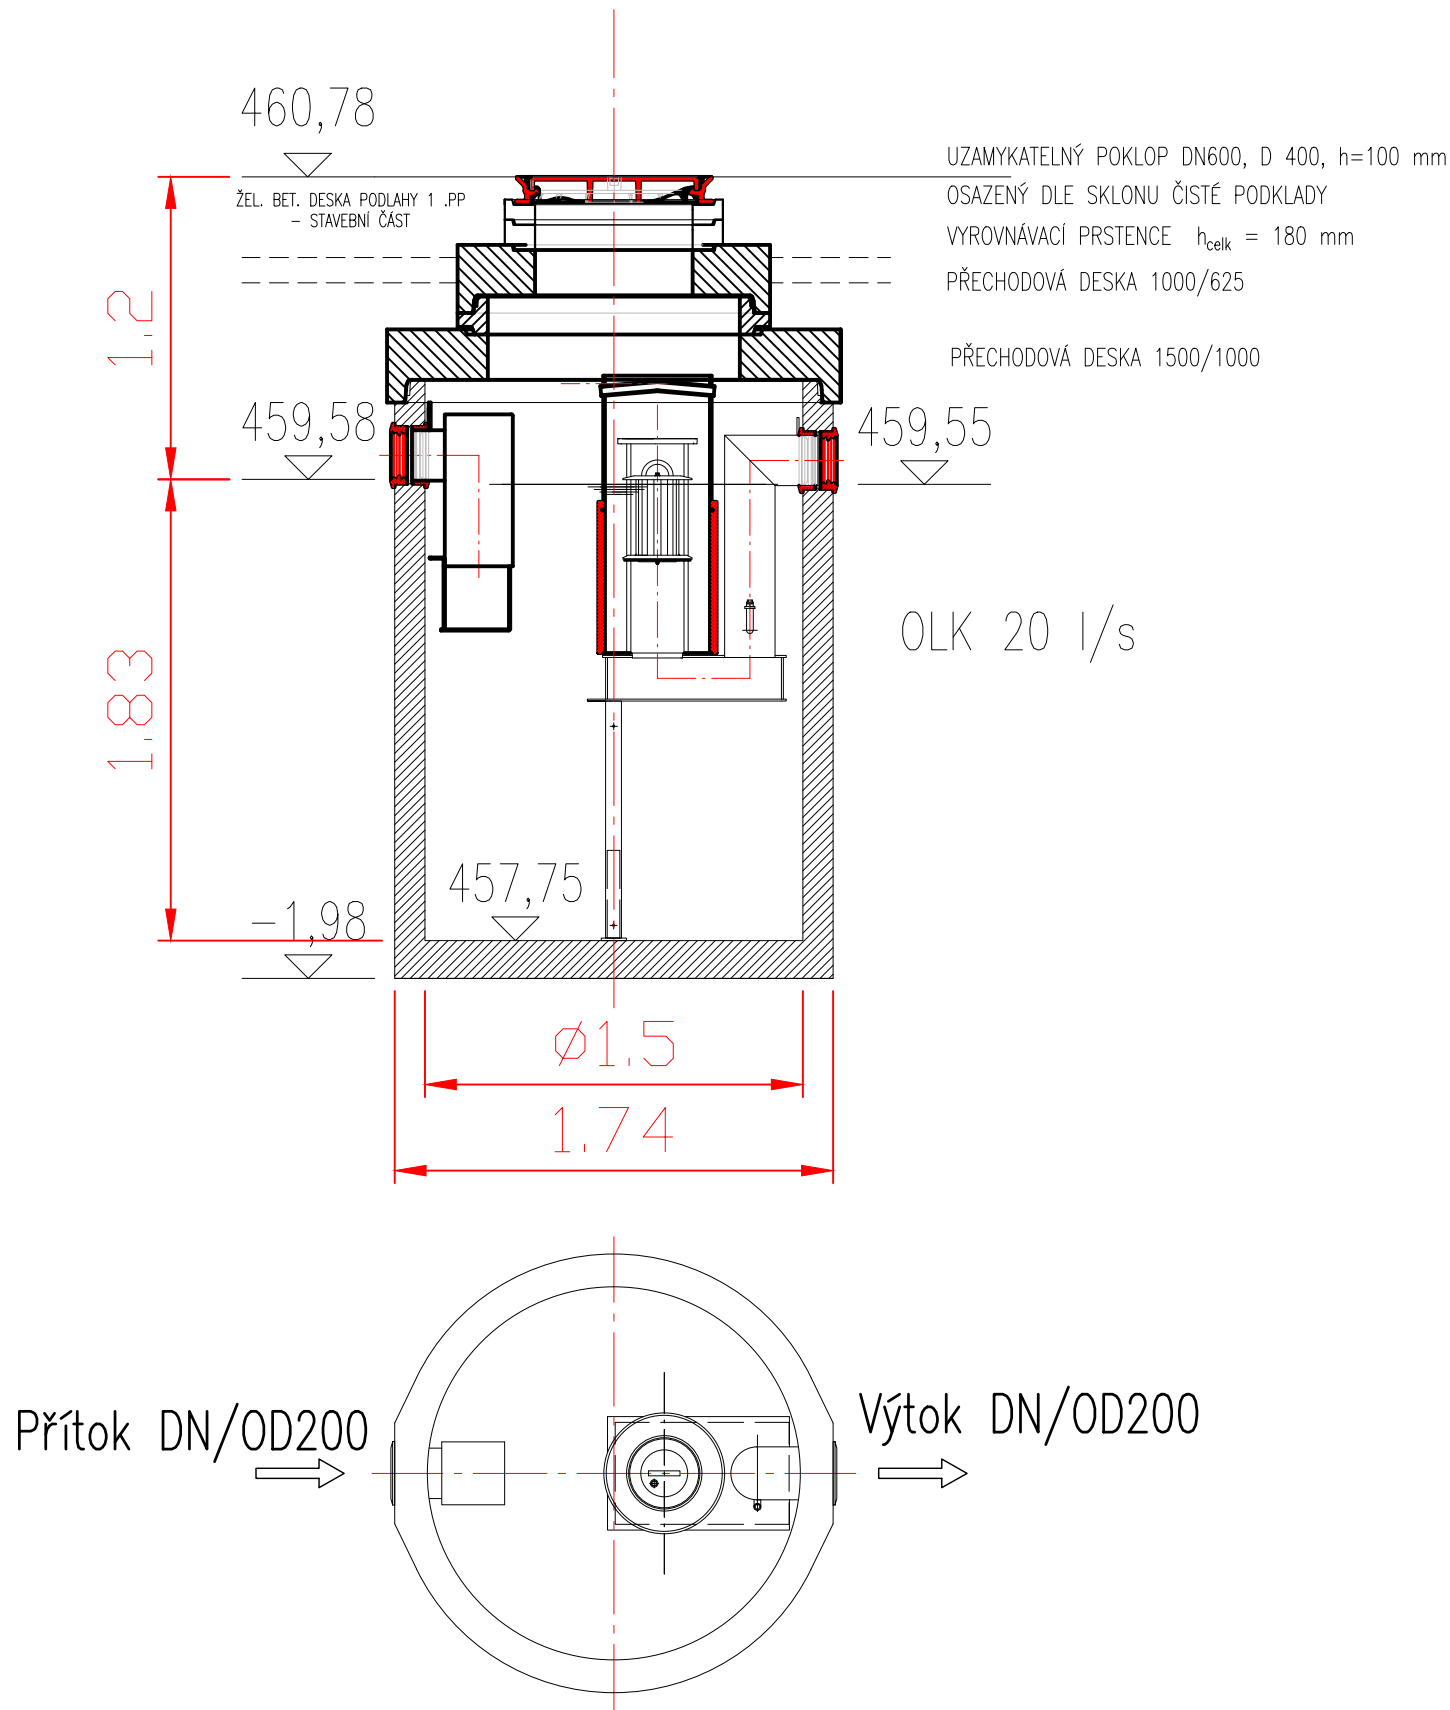 460,78
UZAMYKATELNÝ POKLOP DN600, D 400, h=100 mm
OSAZENÝ DLE SKLONU ČISTÉ PODKLADY
ŽEL. BET. DESKA PODLAHY 1 .PP
– STAVEBNÍ ČÁST
VYROVNÁVACÍ PRSTENCE hcelk = 180 mm
PŘECHODOVÁ DESKA 1000/625
1.2
PŘECHODOVÁ DESKA 1500/1000
459,58
459,55
OLK 20 l/s
1.83
457,75
-1,98
ø1.5
1.74
Přítok DN/OD200
Výtok DN/OD200